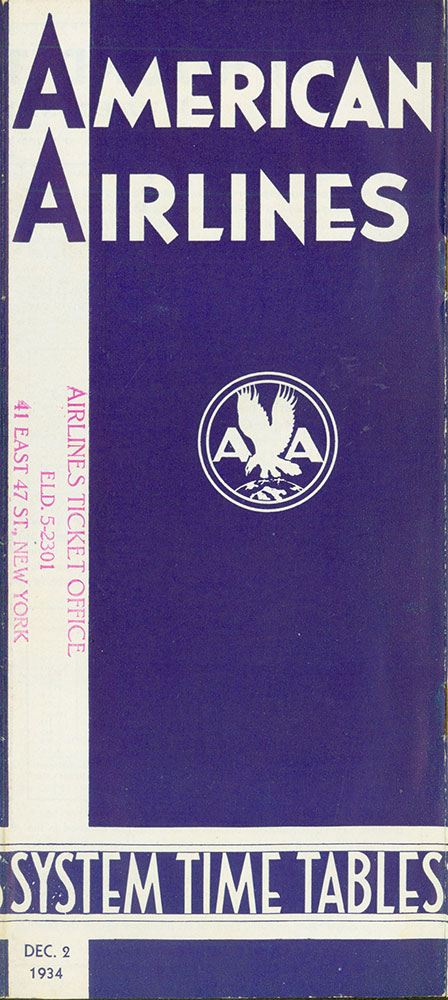 AMERICAN
AIRLINES
A A
AIRLINES TICKET OFFICE
ELD. 5-2301
41 EAST 47 ST., NEW YORK
SYSTEM TIME TABLES
DEC. 2
1934